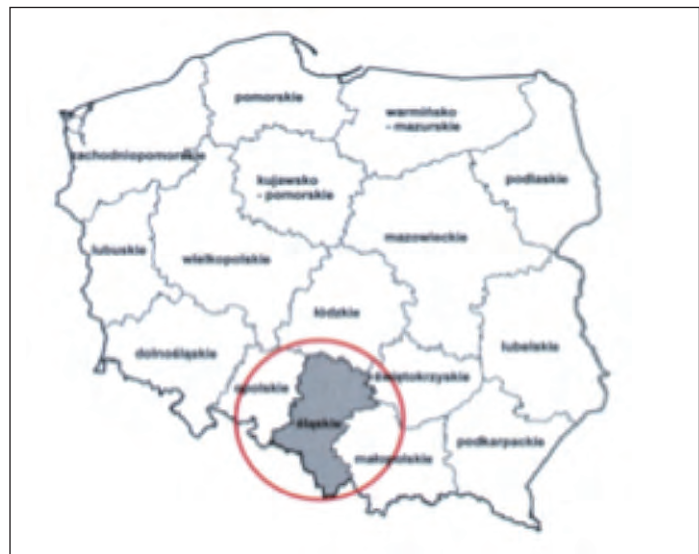 pomorskie
warmińsko
- mazurskie
zachodniopomorskie
kujawsko
- pomorskie
podlaskie
mazowieckie
lubuskie
wielkopolskie
łódzkie
lubelskie
dolnośląskie
opolskie
świętokrzyskie
śląskie
małopolskie
podkarpackie